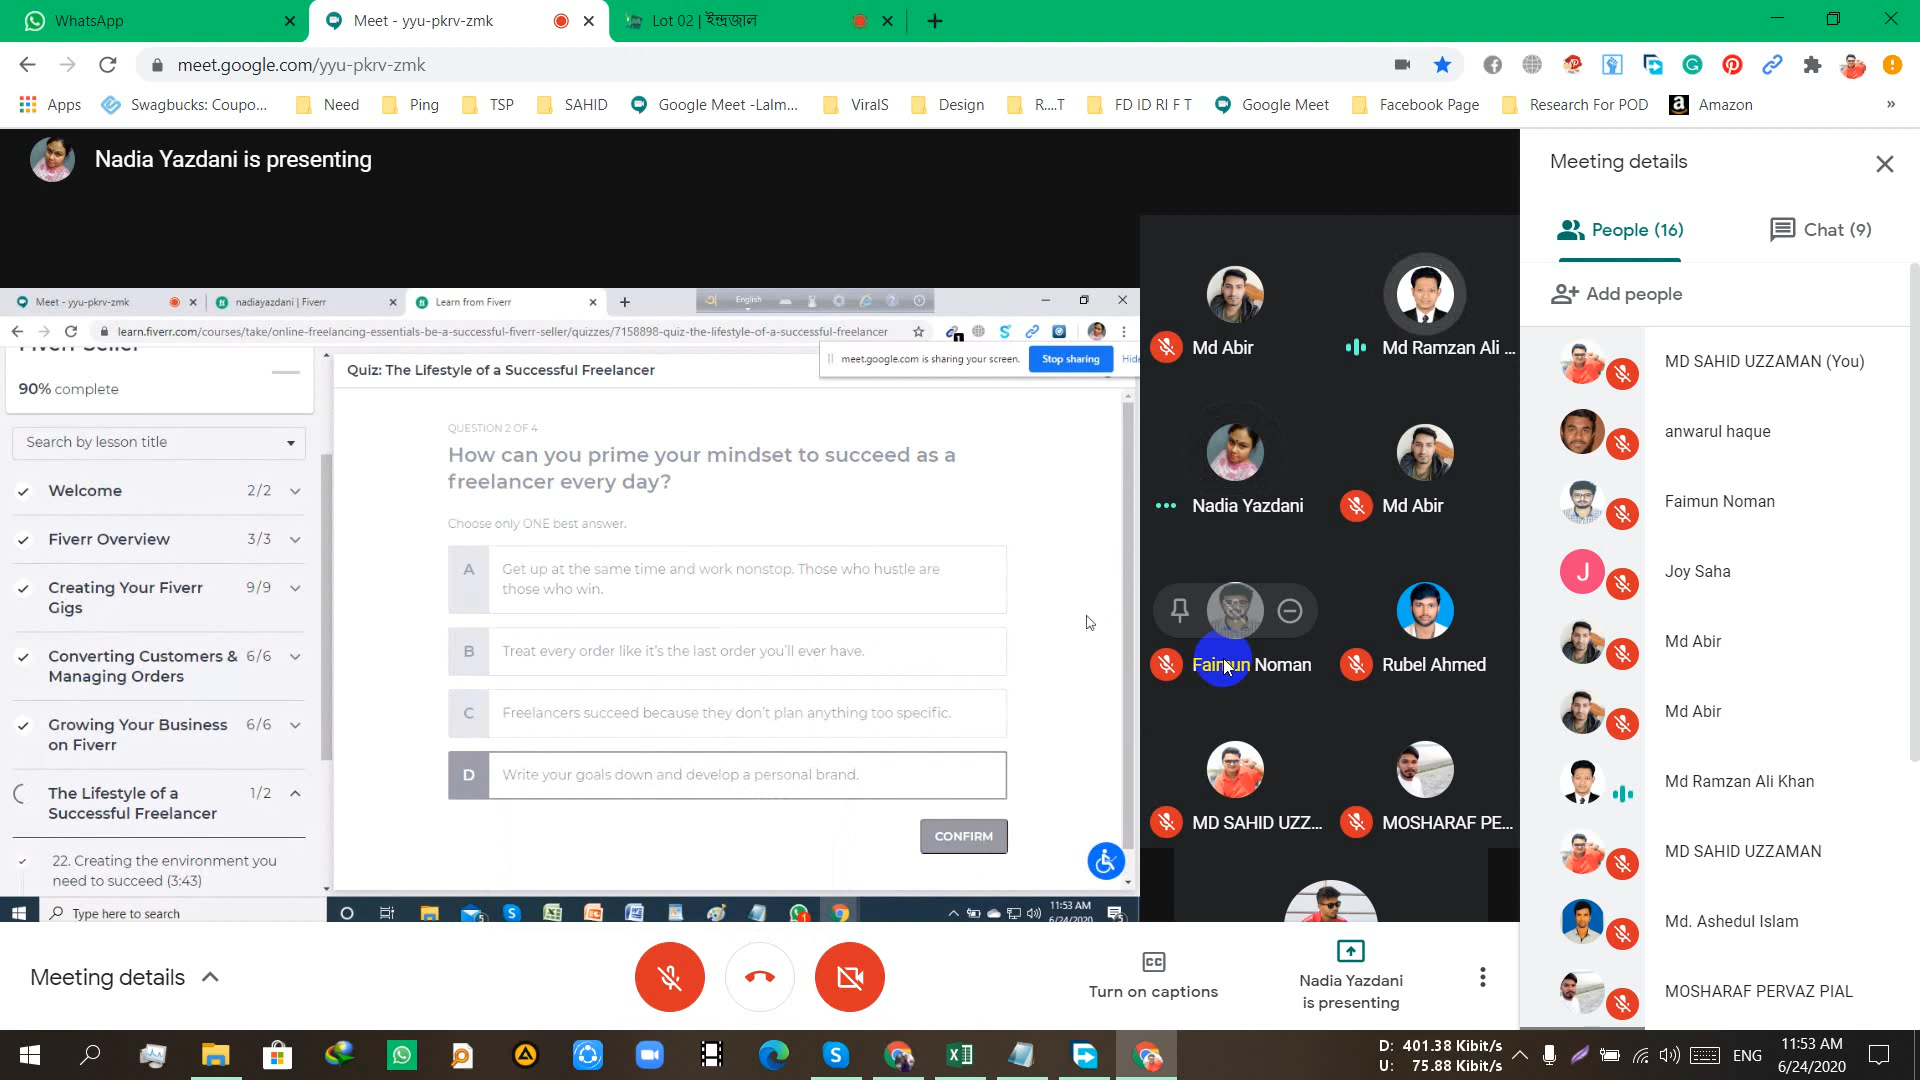 WhatsApp
Meet - yyu-pkrv-zmk
Lot 02 | ইন্দ্রজাল
meet.google.com/yyu-pkrv-zmk
Apps
Swagbucks: Coupo...
Need
Ping
TSP
SAHID
Google Meet -Lalm...
ViralS
Design
R....T
FD ID RI F T
Google Meet
Facebook Page
Research For POD
Amazon
»
Nadia Yazdani is presenting
Meet - yyu-pkrv-zmk
nadiayazdani | Fiverr
Learn from Fiverr
English
learn.fiverr.com/courses/take/online-freelancing-essentials-be-a-successful-fiverr-seller/quizzes/7158898-quiz-the-lifestyle-of-a-successful-freelancer
meet.google.com is sharing your screen.
Stop sharing
Hide
Fiverr Seller
90% complete
Search by lesson title
Welcome 2/2
Fiverr Overview 3/3
Creating Your Fiverr 9/9
Gigs
Converting Customers & 6/6
Managing Orders
Growing Your Business 6/6
on Fiverr
The Lifestyle of a 1/2
Successful Freelancer
22. Creating the environment you
need to succeed (3:43)
Quiz: The Lifestyle of a Successful Freelancer
QUESTION 2 OF 4
How can you prime your mindset to succeed as a
freelancer every day?
Choose only ONE best answer.
A Get up at the same time and work nonstop. Those who hustle are
those who win.
B Treat every order like it's the last order you'll ever have.
C Freelancers succeed because they don't plan anything too specific.
D Write your goals down and develop a personal brand.
CONFIRM
Type here to search
11:53 AM
6/24/2020
Md Abir
Md Ramzan Ali ...
Nadia Yazdani
Md Abir
Faimun Noman
Rubel Ahmed
MD SAHID UZZ...
MOSHARAF PE...
Meeting details
People (16)
Chat (9)
Add people
MD SAHID UZZAMAN (You)
anwarul haque
Faimun Noman
J
Joy Saha
Md Abir
Md Abir
Md Ramzan Ali Khan
MD SAHID UZZAMAN
Md. Ashedul Islam
MOSHARAF PERVAZ PIAL
Meeting details
CC
Turn on captions
Nadia Yazdani
is presenting
D: 401.38 Kibit/s
U: 75.88 Kibit/s
ENG
11:53 AM
6/24/2020